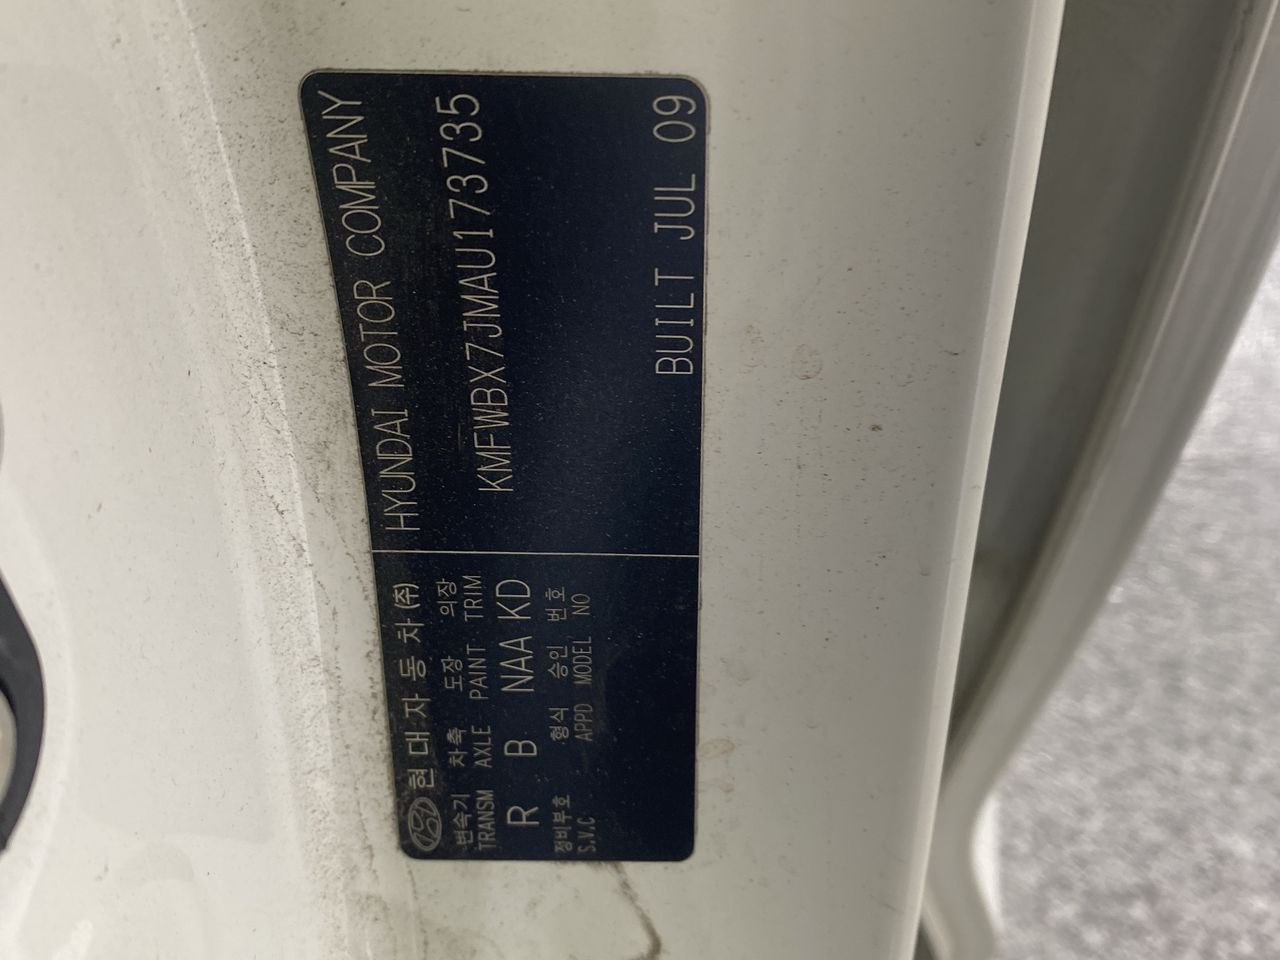 현대자동차(주)
HYUNDAI MOTOR COMPANY
변속기 차축 도장 의장
TRANSM AXLE PAINT TRIM
R B NAA KD
KMFWBX7JMAU173735
정비부호 형식 승인 번호
S.V.C APPD MODEL NO
BUILT JUL 09